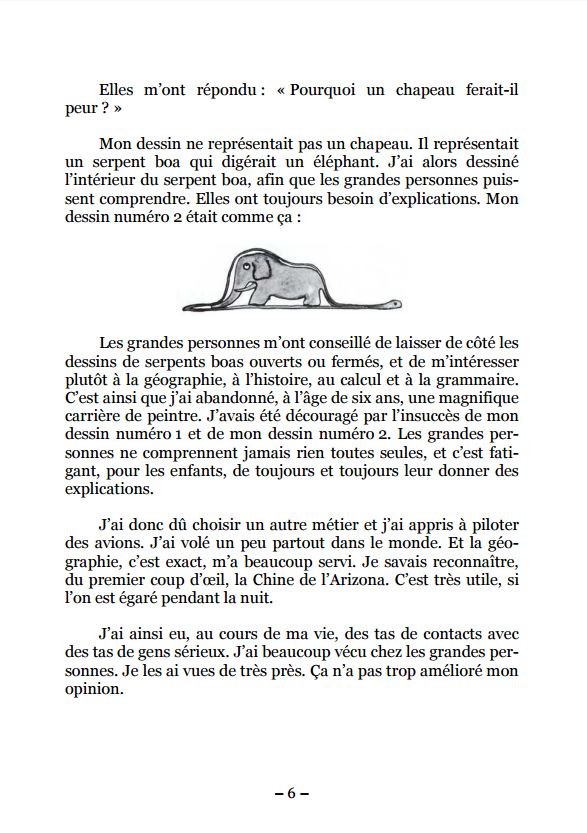 Elles m’ont répondu : « Pourquoi un chapeau ferait-il
peur ? »
Mon dessin ne représentait pas un chapeau. Il représentait
un serpent boa qui digérait un éléphant. J’ai alors dessiné
l’intérieur du serpent boa, afin que les grandes personnes puis-
sent comprendre. Elles ont toujours besoin d’explications. Mon
dessin numéro 2 était comme ça :
Les grandes personnes m’ont conseillé de laisser de côté les
dessins de serpents boas ouverts ou fermés, et de m’intéresser
plutôt à la géographie, à l’histoire, au calcul et à la grammaire.
C’est ainsi que j’ai abandonné, à l’âge de six ans, une magnifique
carrière de peintre. J’avais été découragé par l’insuccès de mon
dessin numéro 1 et de mon dessin numéro 2. Les grandes per-
sonnes ne comprennent jamais rien toutes seules, et c’est fati-
gant, pour les enfants, de toujours et toujours leur donner des
explications.
J’ai donc dû choisir un autre métier et j’ai appris à piloter
des avions. J’ai volé un peu partout dans le monde. Et la géo-
graphie, c’est exact, m’a beaucoup servi. Je savais reconnaître,
du premier coup d’œil, la Chine de l’Arizona. C’est très utile, si
l’on est égaré pendant la nuit.
J’ai ainsi eu, au cours de ma vie, des tas de contacts avec
des tas de gens sérieux. J’ai beaucoup vécu chez les grandes per-
sonnes. Je les ai vues de très près. Ça n’a pas trop amélioré mon
opinion.
– 6 –